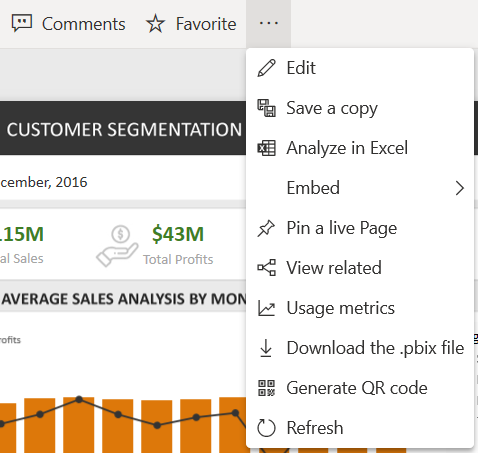 Comments Favorite ...
Edit
Save a copy
CUSTOMER SEGMENTATION
Analyze in Excel
cember, 2016
Embed
Pin a live Page
115M
$43M
al Sales
Total Profits
View related
AVERAGE SALES ANALYSIS BY MON
Usage metrics
ofits
Download the .pbix file
Generate QR code
Refresh